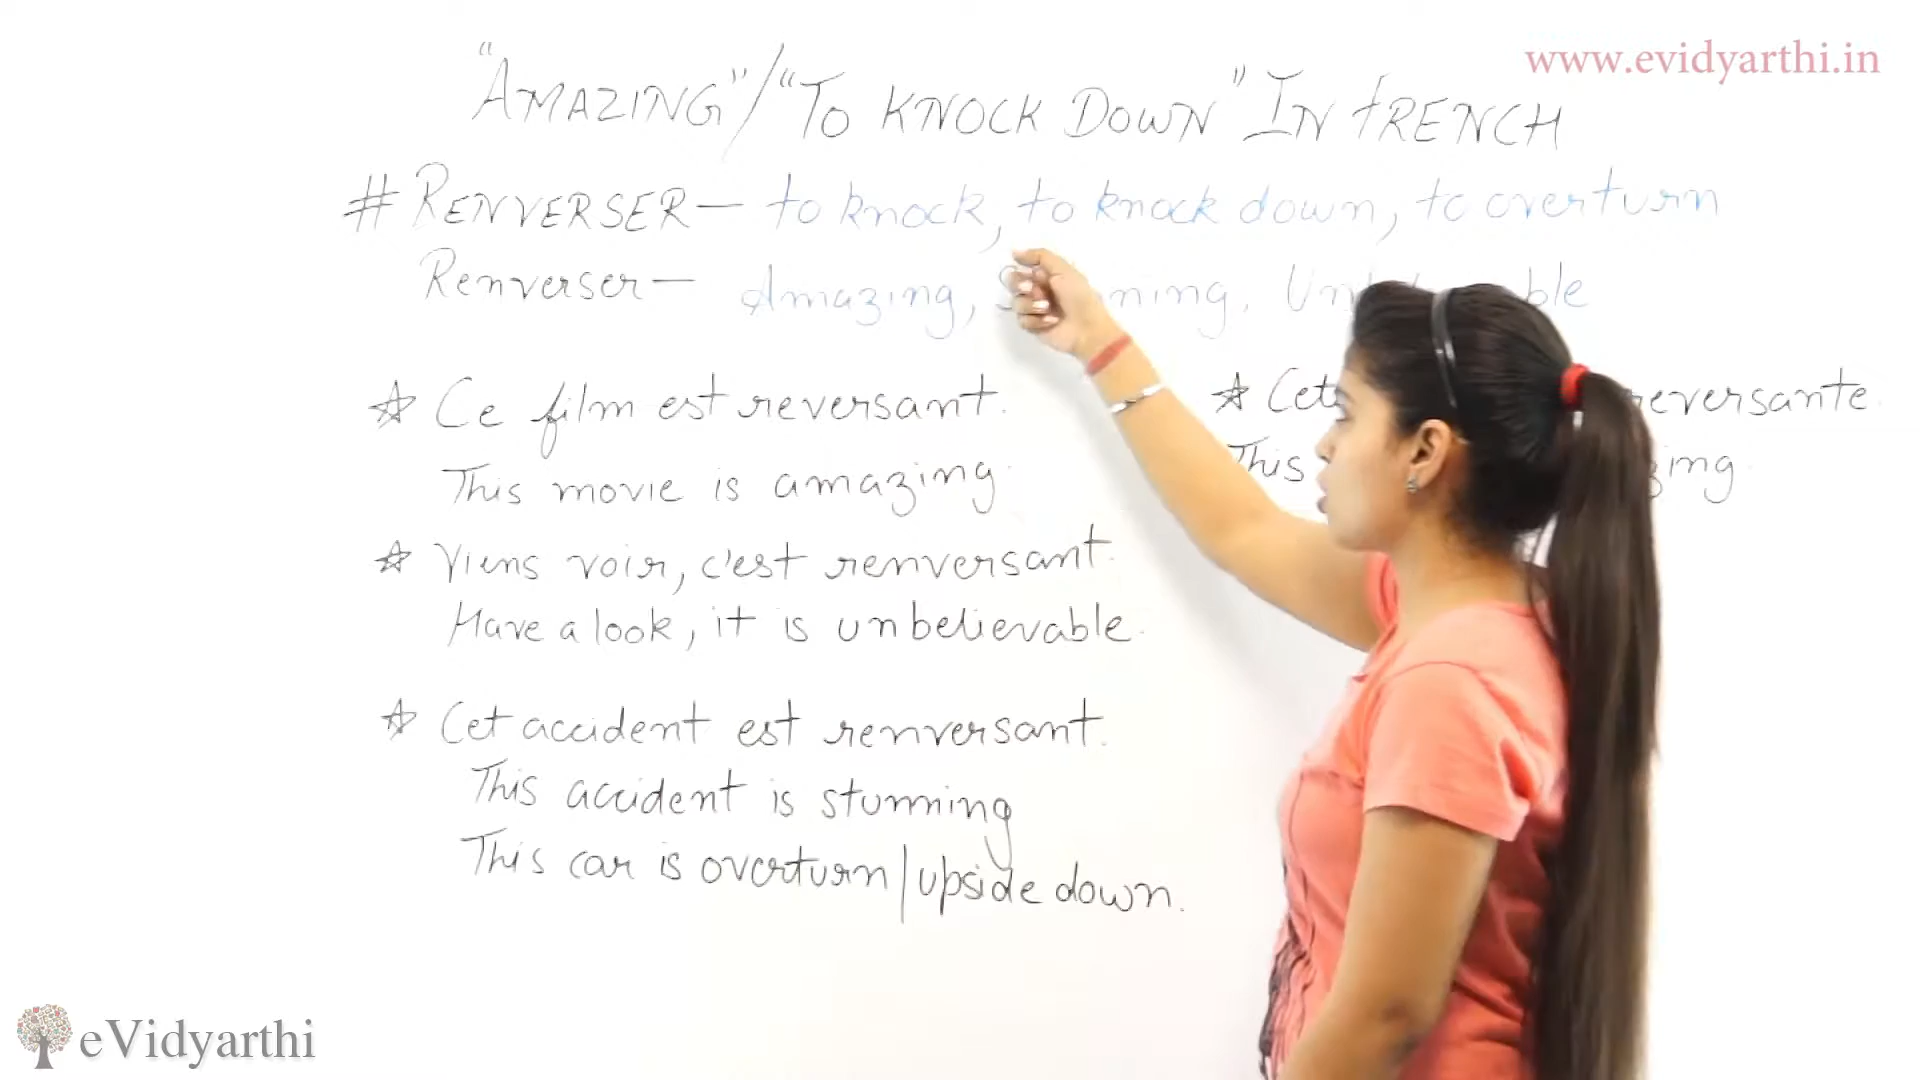 www.evidyarthi.in
"AMAZING"/"TO KNOCK DOWN" IN FRENCH
# RENVERSER — to knock, to knock down, to overturn
Renverser — Amazing,
☆ Ce film est reversant.
This movie is amazing.
☆ reversante.
This
☆ Viens voir, c'est renversant.
Have a look, it is unbelievable.
☆ Cet accident est renversant.
This accident is stunning
This car is overturn/upside down.
eVidyarthi